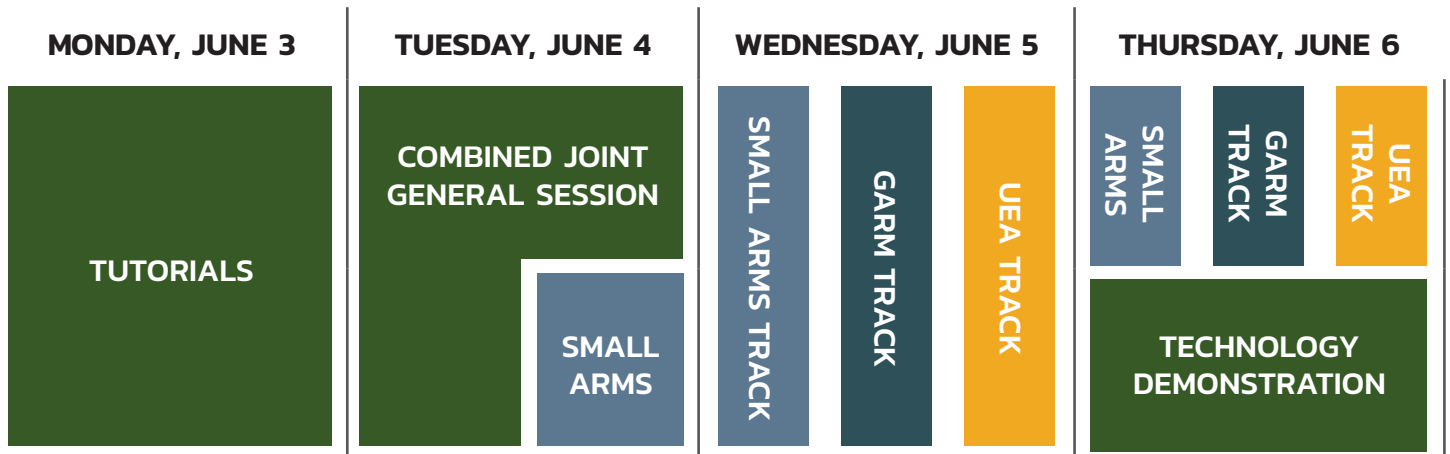 MONDAY, JUNE 3
TUTORIALS
TUESDAY, JUNE 4
COMBINED JOINT
GENERAL SESSION
SMALL
ARMS
WEDNESDAY, JUNE 5
SMALL ARMS TRACK
GARM TRACK
UEA TRACK
THURSDAY, JUNE 6
SMALL
ARMS
GARM
TRACK
UEA
TRACK
TECHNOLOGY
DEMONSTRATION